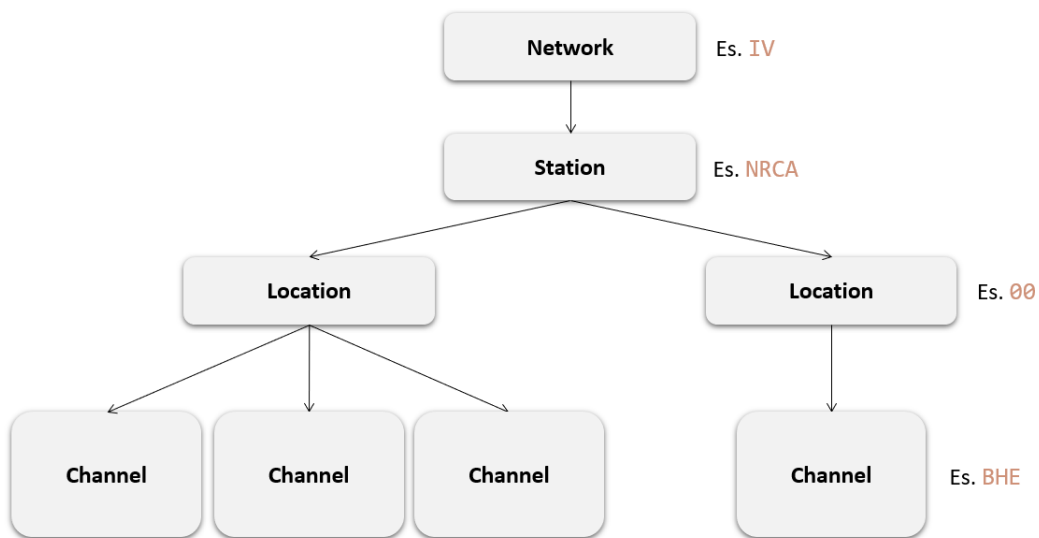 Network Es. IV
Station Es. NRCA
Location Location Es. 00
Channel Channel Channel Channel Es. BHE